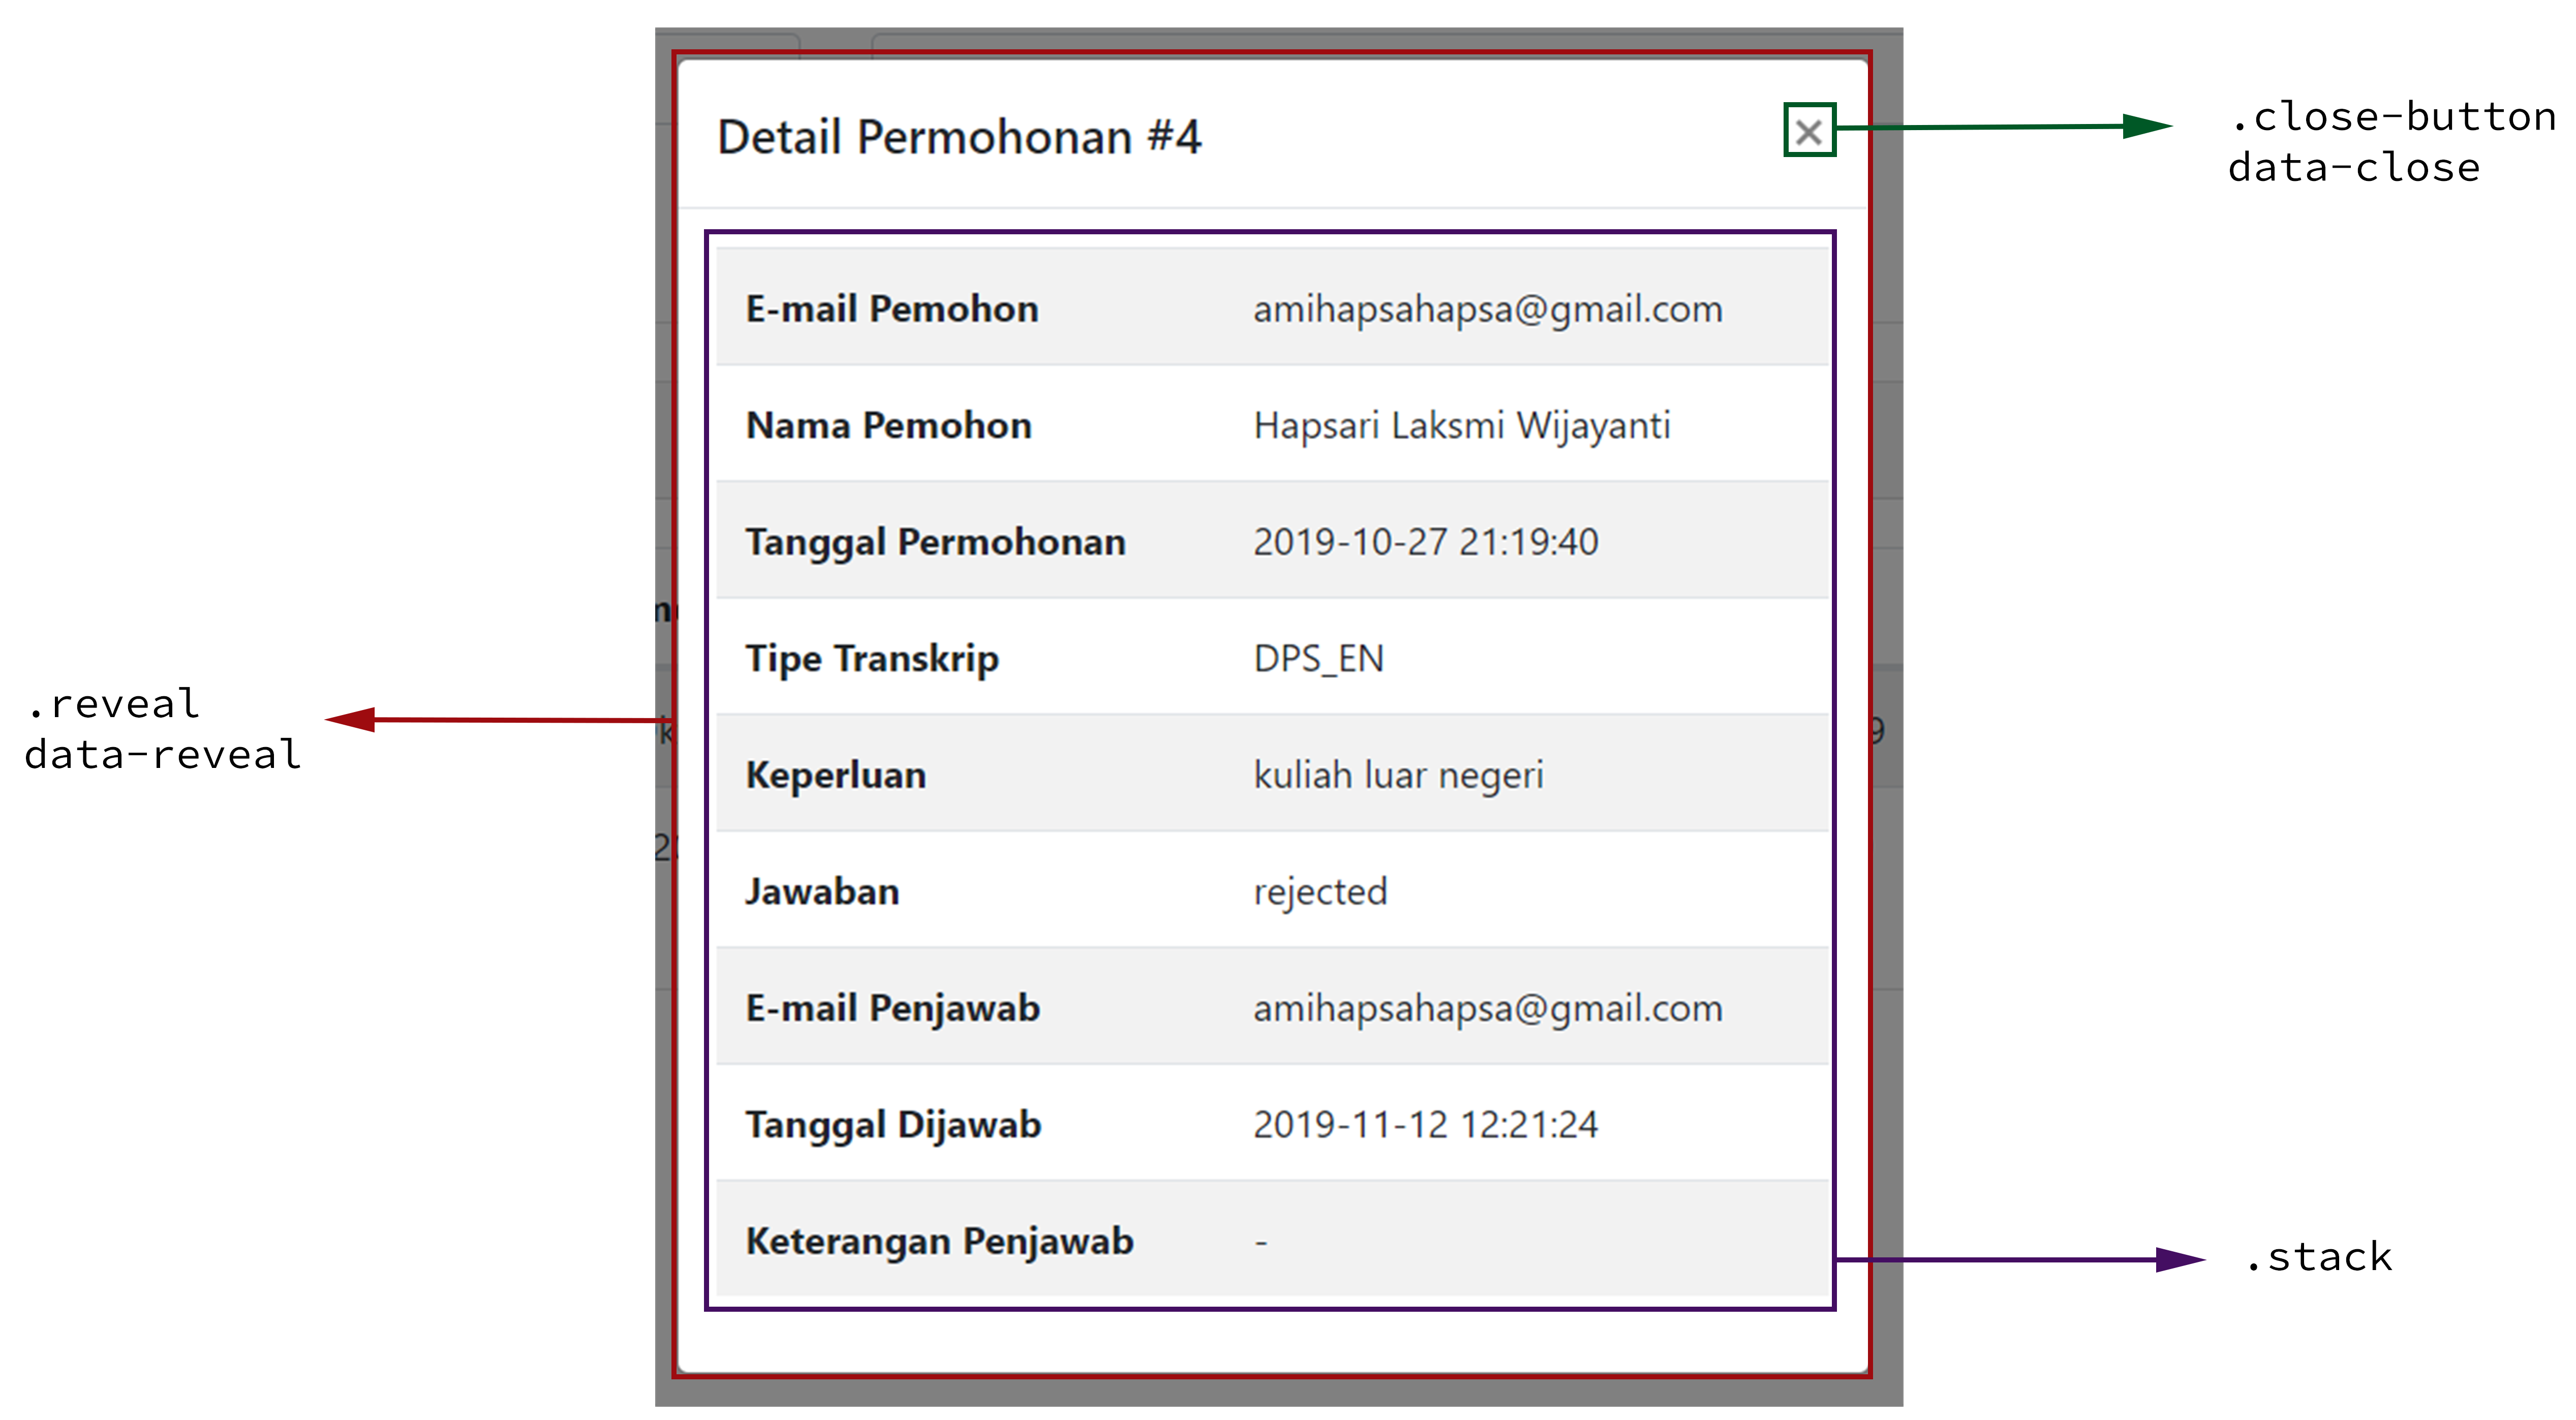 Detail Permohonan #4
.close-button
data-close
E-mail Pemohon amihapsahapsa@gmail.com
Nama Pemohon Hapsari Laksmi Wijayanti
Tanggal Permohonan 2019-10-27 21:19:40
Tipe Transkrip DPS_EN
.reveal
data-reveal
Keperluan kuliah luar negeri
Jawaban rejected
E-mail Penjawab amihapsahapsa@gmail.com
Tanggal Dijawab 2019-11-12 12:21:24
Keterangan Penjawab -
.stack